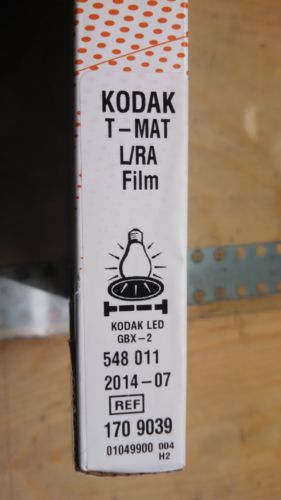 KODAK
T-MAT
L/RA
Film
KODAK LED
GBX-2
548 011
2014-07
REF
170 9039
01049900 004
H2